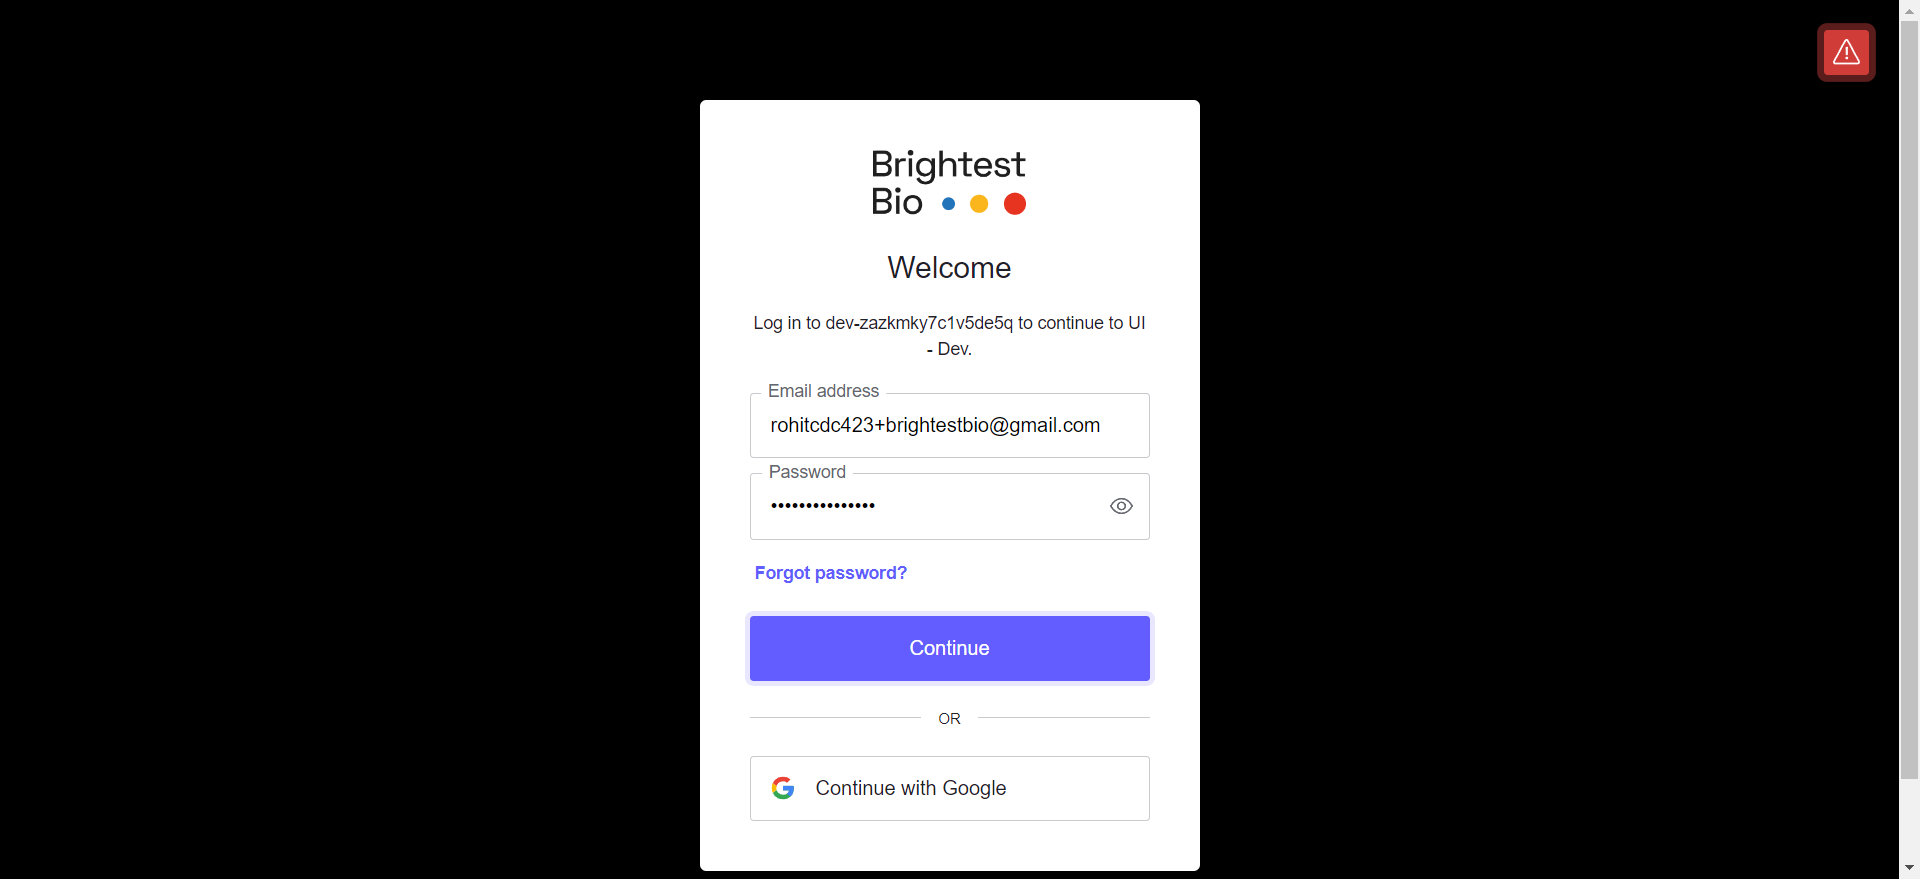 Brightest
Bio
Welcome
Log in to dev-zazkmky7c1v5de5q to continue to UI
- Dev.
Email address
rohitcdc423+brightestbio@gmail.com
Password
•••••••••••••••
Forgot password?
Continue
OR
Continue with Google